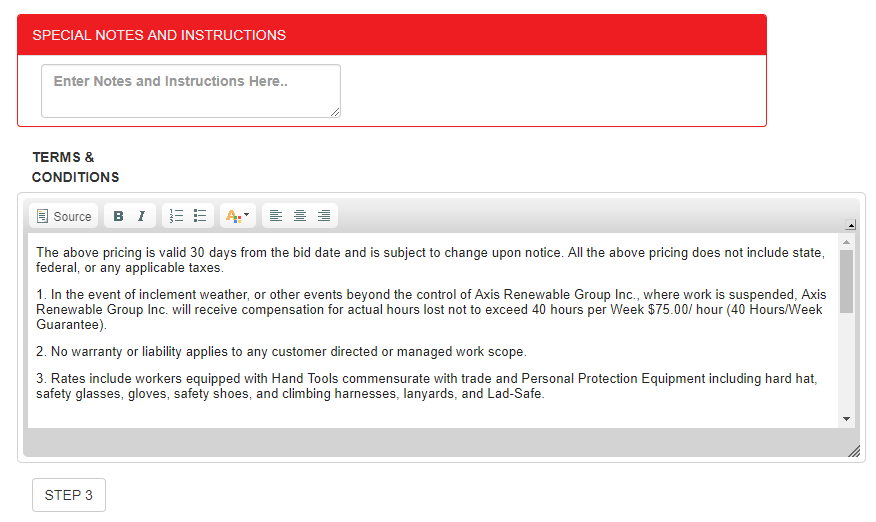 SPECIAL NOTES AND INSTRUCTIONS
Enter Notes and Instructions Here..
TERMS &
CONDITIONS
Source B I A
The above pricing is valid 30 days from the bid date and is subject to change upon notice. All the above pricing does not include state,
federal, or any applicable taxes.
1. In the event of inclement weather, or other events beyond the control of Axis Renewable Group Inc., where work is suspended, Axis
Renewable Group Inc. will receive compensation for actual hours lost not to exceed 40 hours per Week $75.00/ hour (40 Hours/Week
Guarantee).
2. No warranty or liability applies to any customer directed or managed work scope.
3. Rates include workers equipped with Hand Tools commensurate with trade and Personal Protection Equipment including hard hat,
safety glasses, gloves, safety shoes, and climbing harnesses, lanyards, and Lad-Safe.
STEP 3